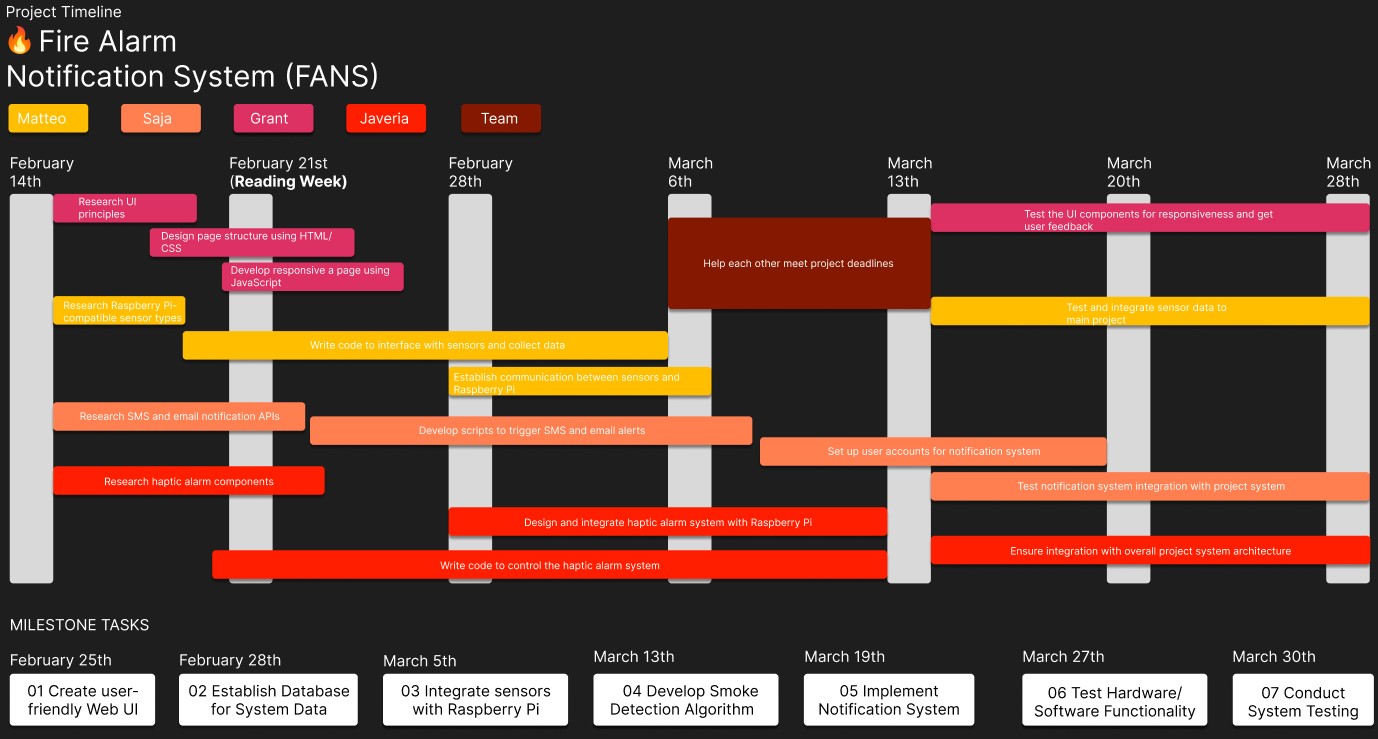 Project Timeline
🔥 Fire Alarm
Notification System (FANS)
Matteo
Saja
Grant
Javeria
Team
February
14th
February 21st
(Reading Week)
February
28th
March
6th
March
13th
March
20th
March
28th
Research UI
principles
Design page structure using HTML/
CSS
Develop responsive a page using
JavaScript
Help each other meet project deadlines
Test the UI components for responsiveness and get
user feedback
Research Raspberry Pi-
compatible sensor types
Test and integrate sensor data to
main project
Write code to interface with sensors and collect data
Establish communication between sensors and
Raspberry Pi
Research SMS and email notification APIs
Develop scripts to trigger SMS and email alerts
Set up user accounts for notification system
Research haptic alarm components
Test notification system integration with project system
Design and integrate haptic alarm system with Raspberry Pi
Ensure integration with overall project system architecture
Write code to control the haptic alarm system
MILESTONE TASKS
February 25th
01 Create user-
friendly Web UI
February 28th
02 Establish Database
for System Data
March 5th
03 Integrate sensors
with Raspberry Pi
March 13th
04 Develop Smoke
Detection Algorithm
March 19th
05 Implement
Notification System
March 27th
06 Test Hardware/
Software Functionality
March 30th
07 Conduct
System Testing